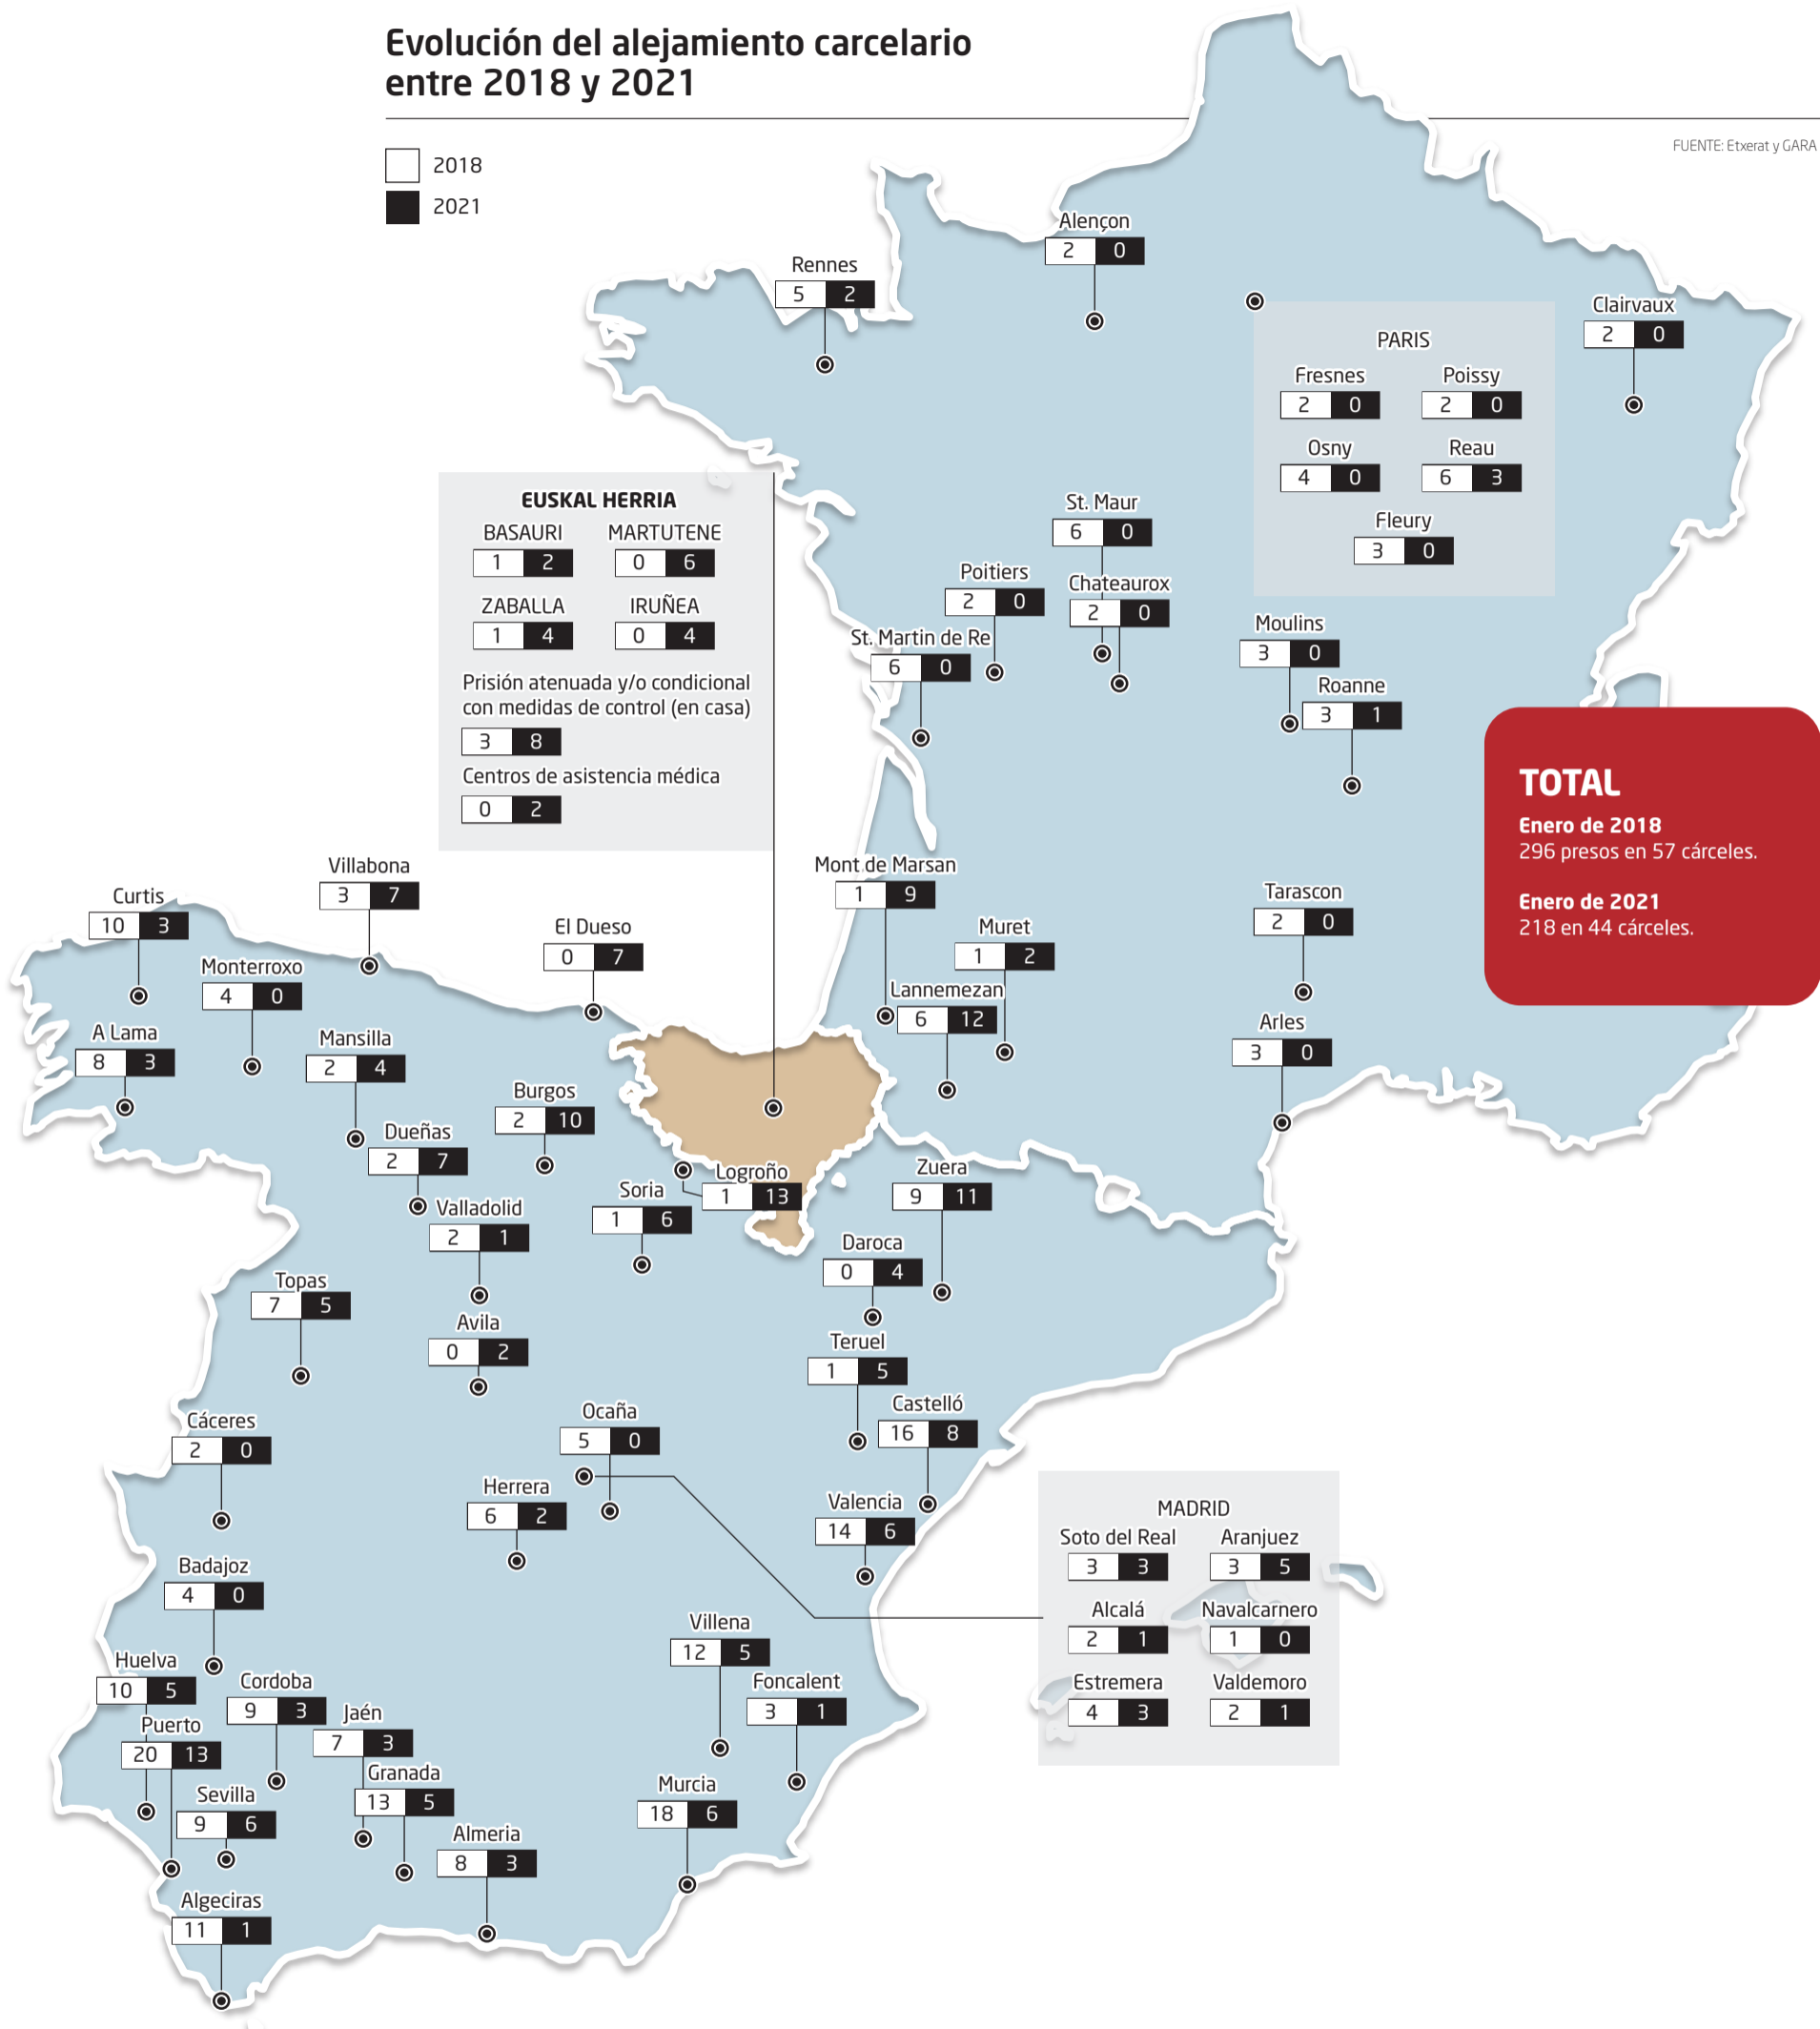 Evolución del alejamiento carcelario
entre 2018 y 2021
2018
2021
FUENTE: Etxerat y GARA
Alençon
2 0
Rennes
5 2
Clairvaux
2 0
PARIS
Fresnes Poissy
2 0 2 0
Osny Reau
4 0 6 3
Fleury
3 0
EUSKAL HERRIA
BASAURI MARTUTENE
1 2 0 6
ZABALLA IRUÑEA
1 4 0 4
Prisión atenuada y/o condicional
con medidas de control (en casa)
3 8
Centros de asistencia médica
0 2
St. Maur
6 0
Poitiers
2 0
Chateaurox
2 0
St. Martin de Re
6 0
Moulins
3 0
Roanne
3 1
TOTAL
Enero de 2018
296 presos en 57 cárceles.
Enero de 2021
218 en 44 cárceles.
Villabona
3 7
Curtis
10 3
El Dueso
0 7
Mont de Marsan
1 9
Muret
1 2
Tarascon
2 0
Monterroxo
4 0
Lannemezan
6 12
A Lama
8 3
Mansilla
2 4
Arles
3 0
Burgos
2 10
Dueñas
2 7
Logroño
1 13
Zuera
9 11
Soria
1 6
Valladolid
2 1
Daroca
0 4
Topas
7 5
Avila
0 2
Teruel
1 5
Castelló
16 8
Cáceres
2 0
Ocaña
5 0
Herrera
6 2
Valencia
14 6
MADRID
Soto del Real Aranjuez
3 3 3 5
Alcalá Navalcarnero
2 1 1 0
Estremera Valdemoro
4 3 2 1
Badajoz
4 0
Villena
12 5
Huelva
10 5
Cordoba
9 3
Foncalent
3 1
Jaén
7 3
Puerto
20 13
Granada
13 5
Sevilla
9 6
Murcia
18 6
Almeria
8 3
Algeciras
11 1